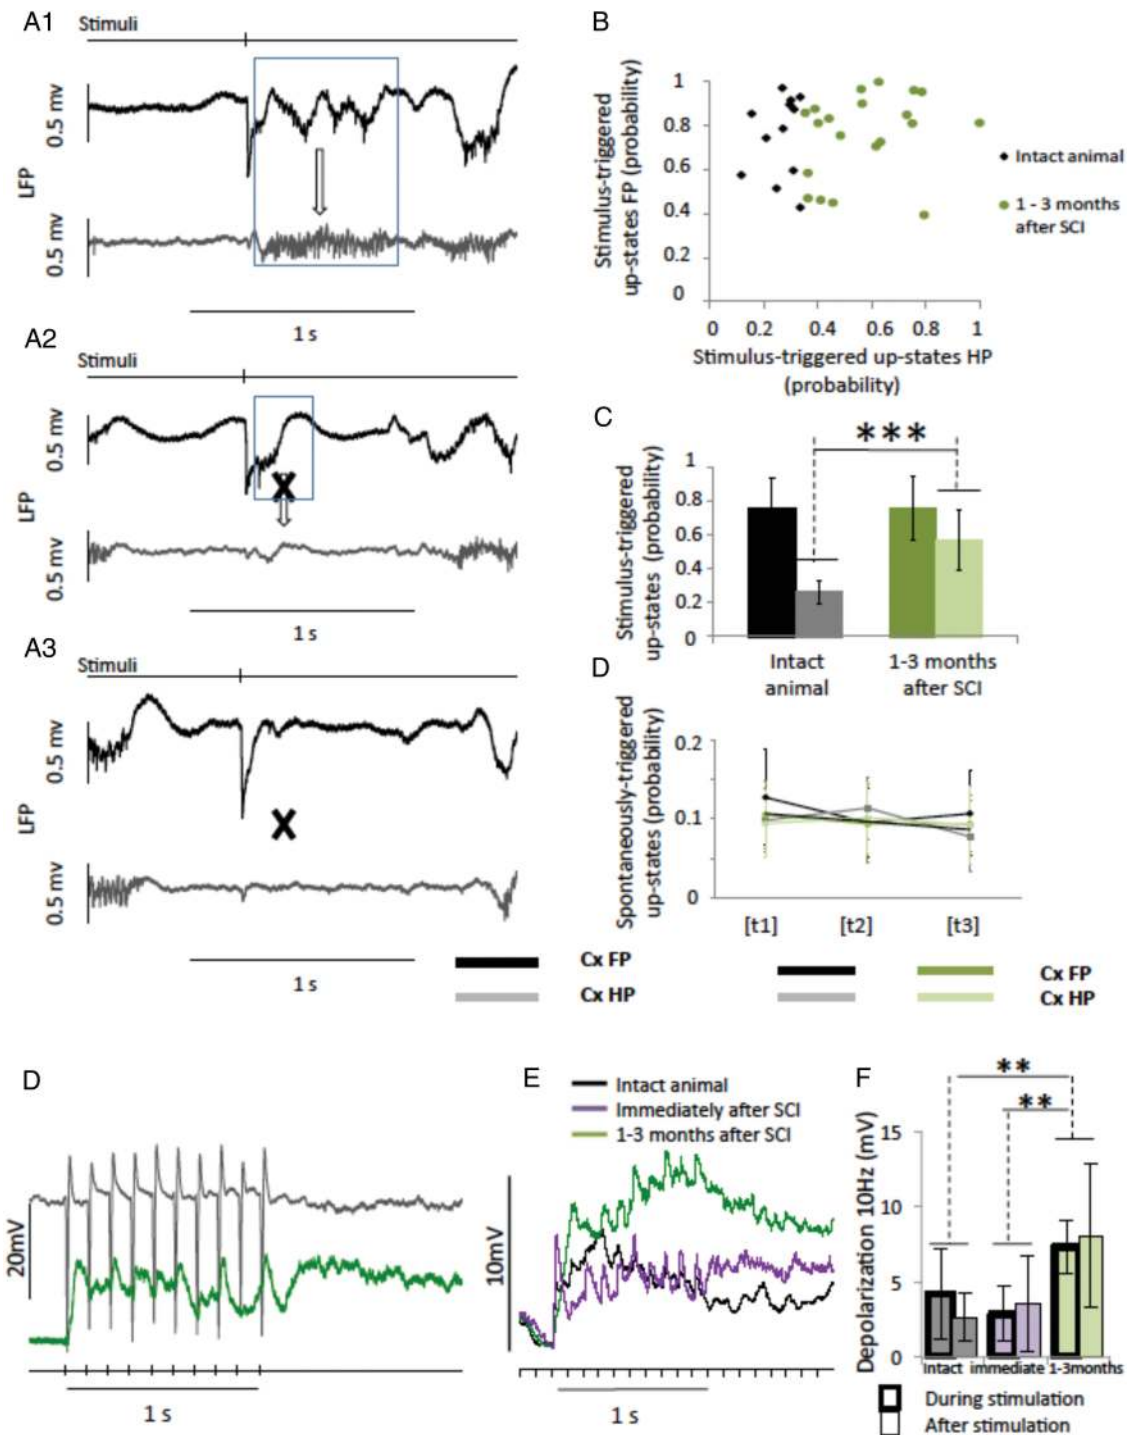 A1
Stimuli
0.5 mv
LFP
0.5 mv
1 s
A2
Stimuli
0.5 mv
LFP
0.5 mv
1 s
A3
Stimuli
0.5 mv
LFP
0.5 mv
1 s
Cx FP
Cx HP
B
Stimulus-triggered
up-states FP (probability)
1
0.8
0.6
0.4
0.2
0
0 0.2 0.4 0.6 0.8 1
Stimulus-triggered up-states HP
(probability)
Intact animal
1 - 3 months
after SCI
C
***
Stimulus-triggered
up-states (probability)
1
0.8
0.6
0.4
0.2
0
Intact
animal
1-3 months
after SCI
D
Spontaneously-triggered
up-states (probability)
0.2
0.1
0
[t1] [t2] [t3]
Cx FP
Cx HP
D
20mV
1 s
E
Intact animal
Immediately after SCI
1-3 months after SCI
10mV
1 s
F
**
**
Depolarization 10Hz (mV)
15
10
5
0
Intact immediate 1-3months
During stimulation
After stimulation